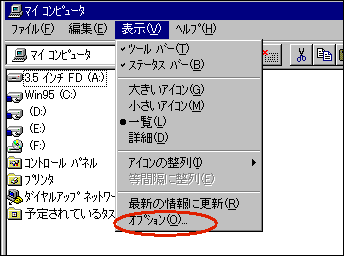 マイ コンピュータ
ファイル(F) 編集(E) 表示(V) ヘルプ(H)
マイ コンピュータ
3.5 インチ FD (A:)
Win95 (C:)
(D:)
(E:)
(F:)
コントロール パネル
プリンタ
ダイヤルアップ ネットワー
予定されているタス
ツール バー(T)
ステータス バー(B)
大きいアイコン(G)
小さいアイコン(M)
一覧(L)
詳細(D)
アイコンの整列(I)
等間隔に整列(E)
最新の情報に更新(R)
オプション(O)...